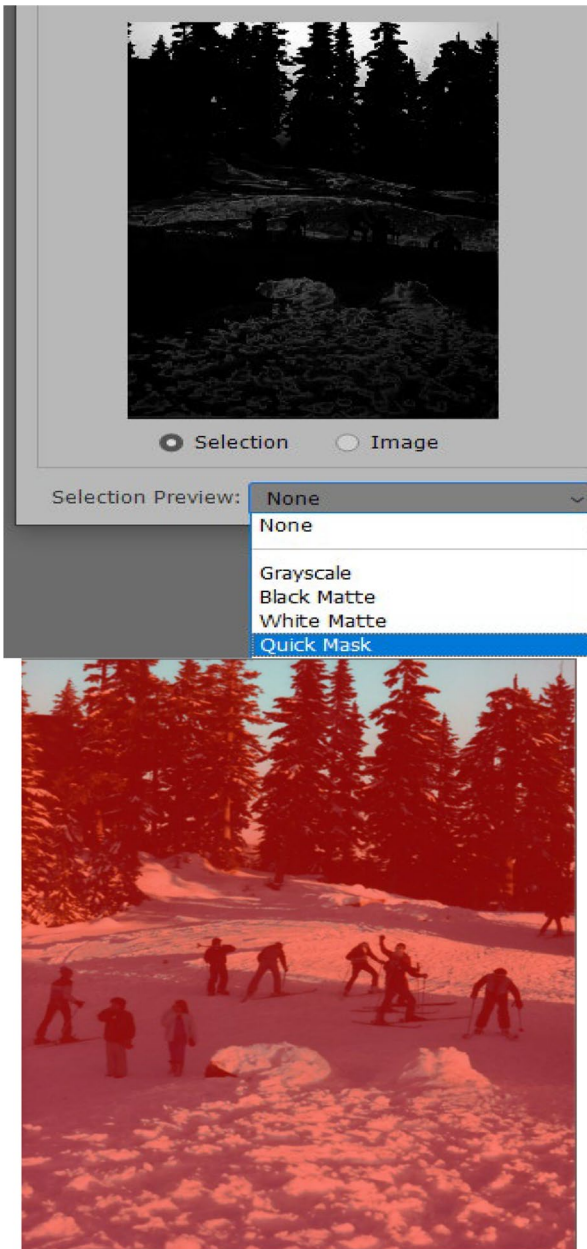 Selection Image
Selection Preview: None
None
Grayscale
Black Matte
White Matte
Quick Mask